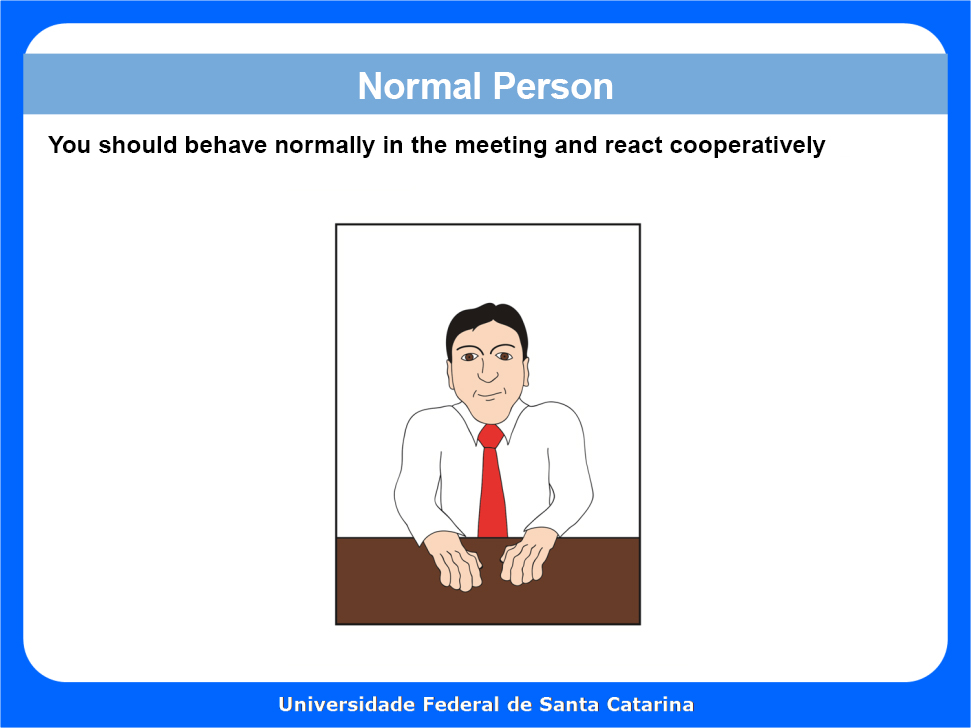 Normal Person
You should behave normally in the meeting and react cooperatively
Universidade Federal de Santa Catarina